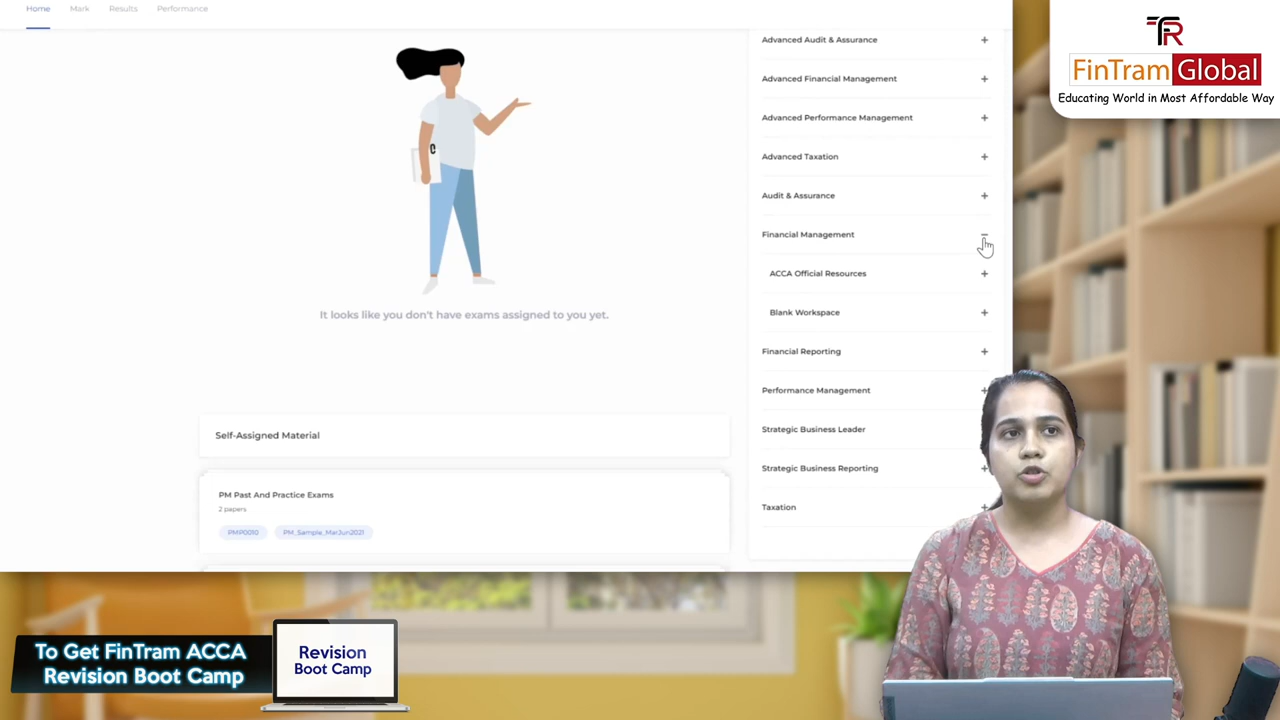 Home
Mark
Results
Performance
It looks like you don't have exams assigned to you yet.
Self-Assigned Material
PM Past And Practice Exams
2 papers
PMP0010
PM_Sample_MarJun2021
Advanced Audit & Assurance
Advanced Financial Management
Advanced Performance Management
Advanced Taxation
Audit & Assurance
Financial Management
ACCA Official Resources
Blank Workspace
Financial Reporting
Performance Management
Strategic Business Leader
Strategic Business Reporting
Taxation
FinTram Global
Educating World in Most Affordable Way
To Get FinTram ACCA
Revision Boot Camp
Revision
Boot Camp